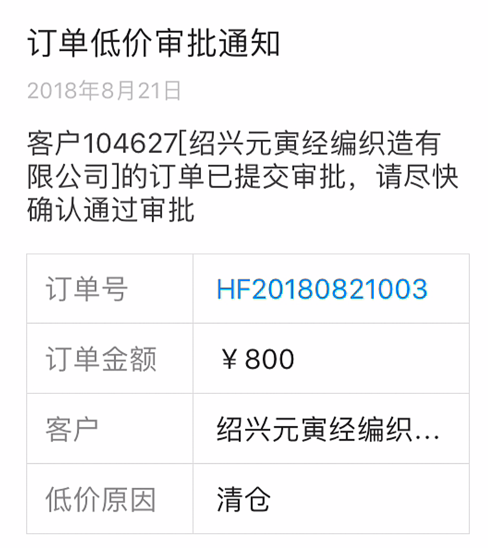 订单低价审批通知
2018年8月21日
客户104627[绍兴元寅经编织造有
限公司]的订单已提交审批，请尽快
确认通过审批
订单号 HF20180821003
订单金额 ￥800
客户 绍兴元寅经编织...
低价原因 清仓